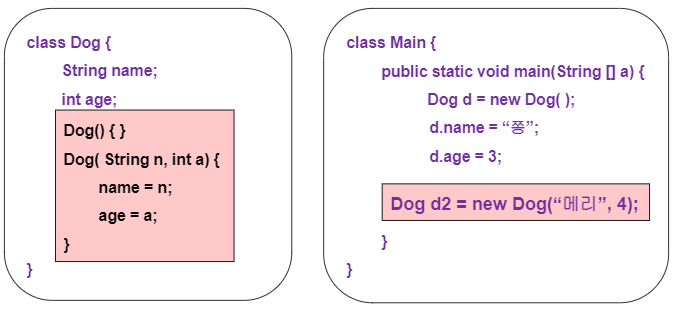 class Dog {
String name;
int age;
Dog() { }
Dog( String n, int a) {
name = n;
age = a;
}
}
class Main {
public static void main(String [] a) {
Dog d = new Dog( );
d.name = “쫑”;
d.age = 3;
Dog d2 = new Dog(“메리”, 4);
}
}